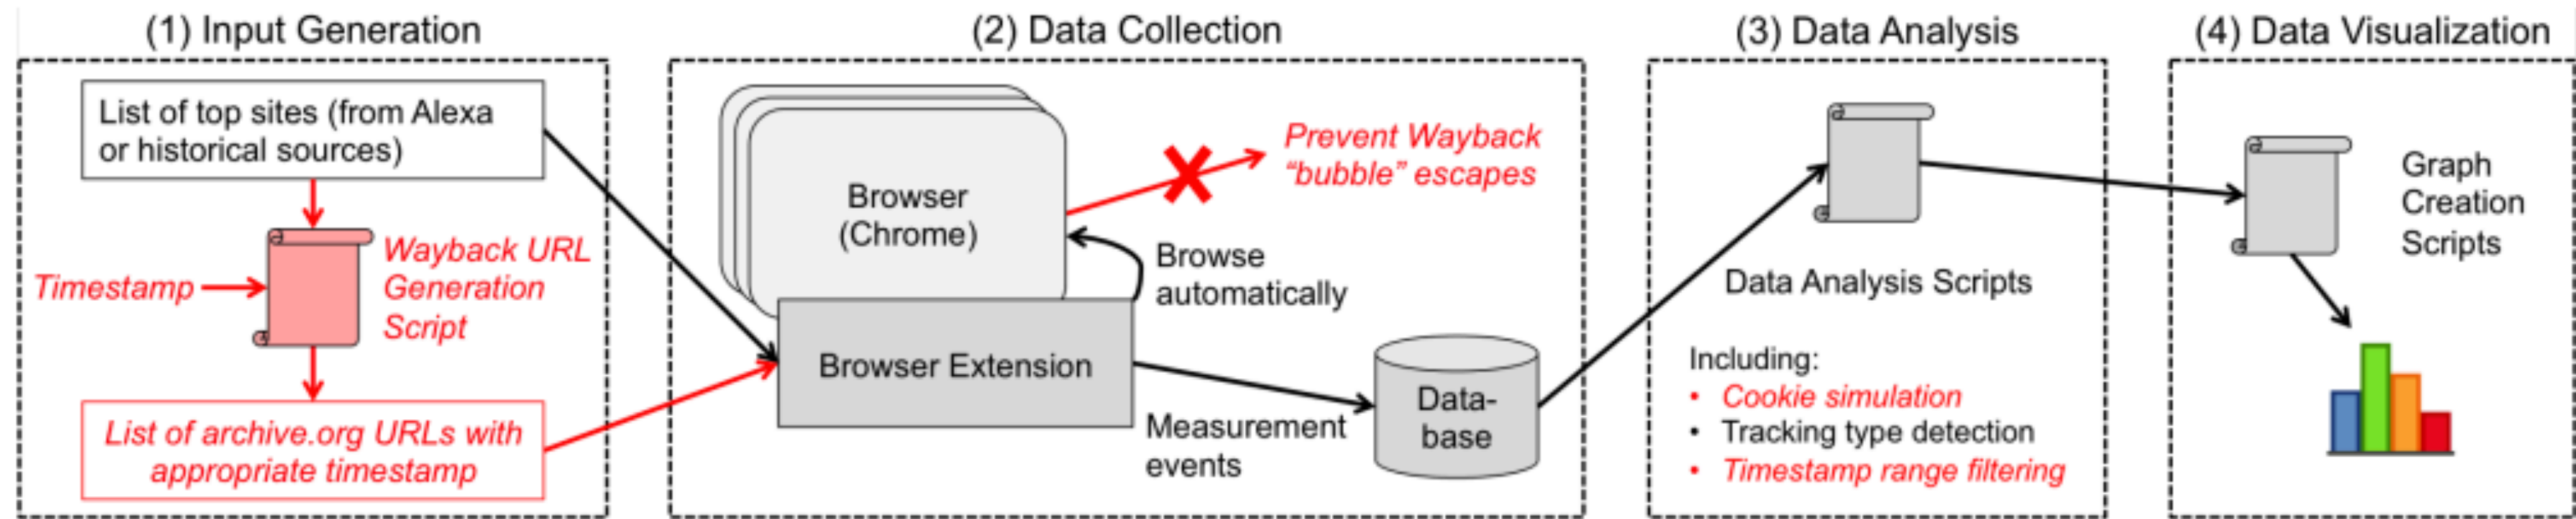 (1) Input Generation
List of top sites (from Alexa
or historical sources)
Timestamp
Wayback URL
Generation
Script
List of archive.org URLs with
appropriate timestamp
(2) Data Collection
Browser
(Chrome)
Prevent Wayback
“bubble” escapes
Browse
automatically
Browser Extension
Measurement
events
Data-
base
(3) Data Analysis
Data Analysis Scripts
Including:
• Cookie simulation
• Tracking type detection
• Timestamp range filtering
(4) Data Visualization
Graph
Creation
Scripts